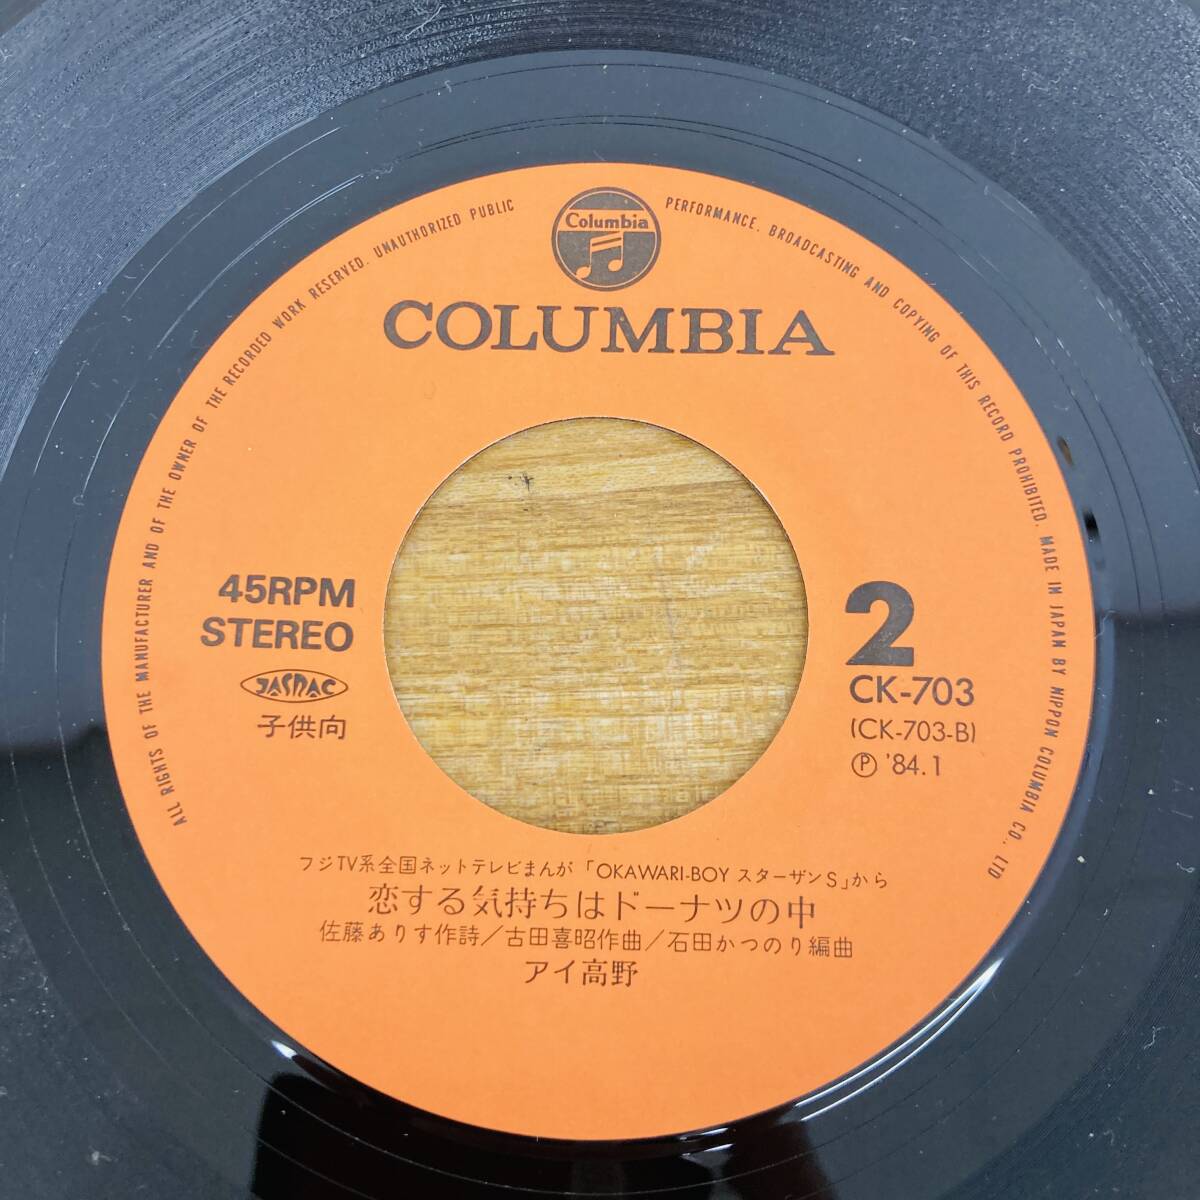 ALL RIGHTS OF THE MANUFACTURER AND OF THE OWNER OF THE RECORDED WORK RESERVED. UNAUTHORIZED PUBLIC PERFORMANCE. BROADCASTING AND COPYING OF THIS RECORD PROHIBITED. MADE IN JAPAN BY NIPPON COLUMBIA CO., LTD
Columbia
COLUMBIA
45RPM
STEREO
JASRAC
子供向
2
CK-703
(CK-703-B)
Ⓟ '84.1
フジTV系全国ネットテレビまんが「OKAWARI-BOY スターザンS」から
恋する気持ちはドーナツの中
佐藤ありす作詩/古田喜昭作曲/石田かつのり編曲
アイ高野